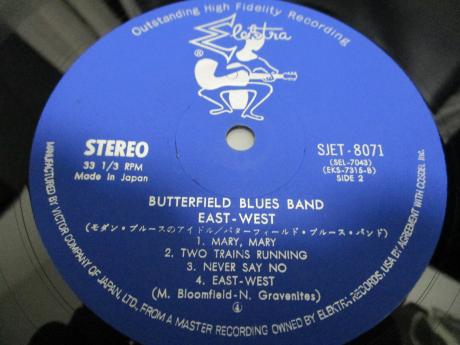 Outstanding High Fidelity Recording
Elektra
®
STEREO
33 1/3 RPM
Made in Japan
SJET-8071
(SEL-7043)
(EKS-7315-B)
SIDE 2
BUTTERFIELD BLUES BAND
EAST-WEST
(モダン・ブルースのアイドル/バターフィールド・ブルース・バンド)
1. MARY, MARY
2. TWO TRAINS RUNNING
3. NEVER SAY NO
4. EAST-WEST
(M. Bloomfield-N. Gravenites)
④
MANUFACTURED BY VICTOR COMPANY OF JAPAN, LTD., FROM A MASTER RECORDING OWNED BY ELEKTRA RECORDS, USA BY AGREEMENT WITH COSDEL Inc.